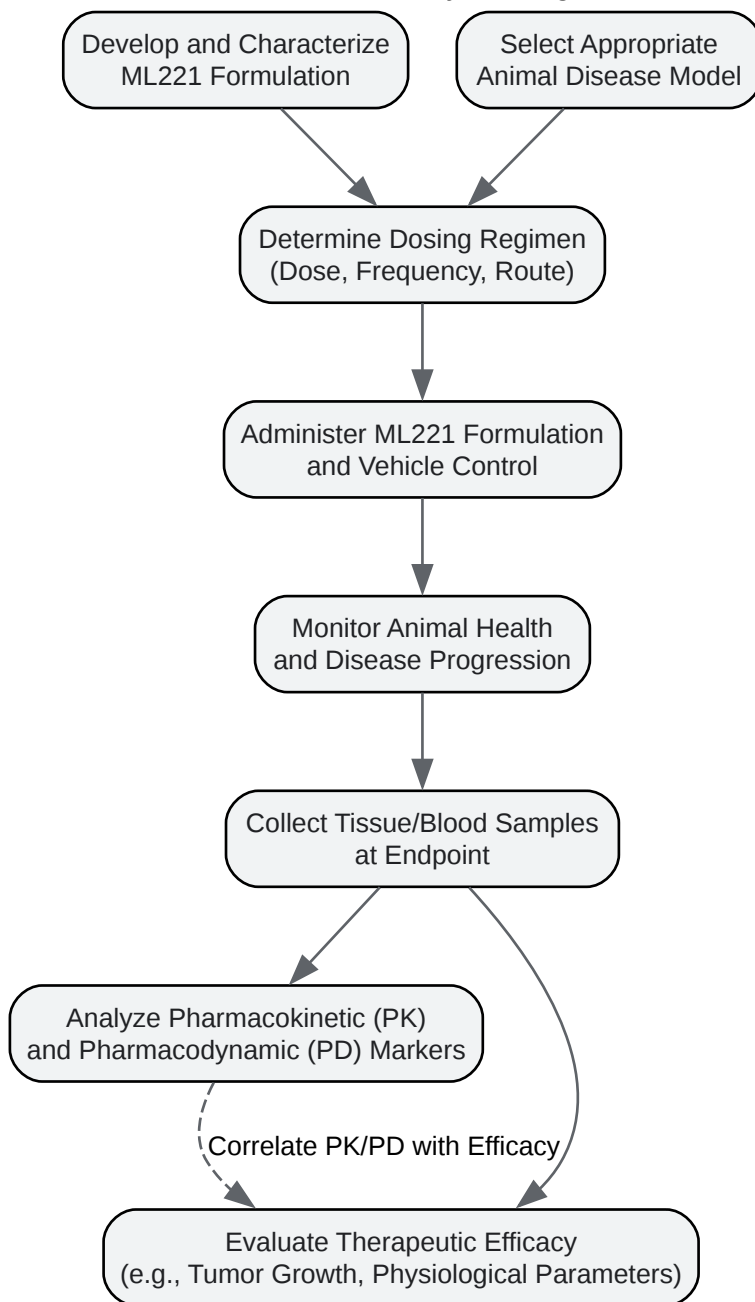 Develop and Characterize
ML221 Formulation
Select Appropriate
Animal Disease Model
Determine Dosing Regimen
(Dose, Frequency, Route)
Administer ML221 Formulation
and Vehicle Control
Monitor Animal Health
and Disease Progression
Collect Tissue/Blood Samples
at Endpoint
Analyze Pharmacokinetic (PK)
and Pharmacodynamic (PD) Markers
Correlate PK/PD with Efficacy
Evaluate Therapeutic Efficacy
(e.g., Tumor Growth, Physiological Parameters)